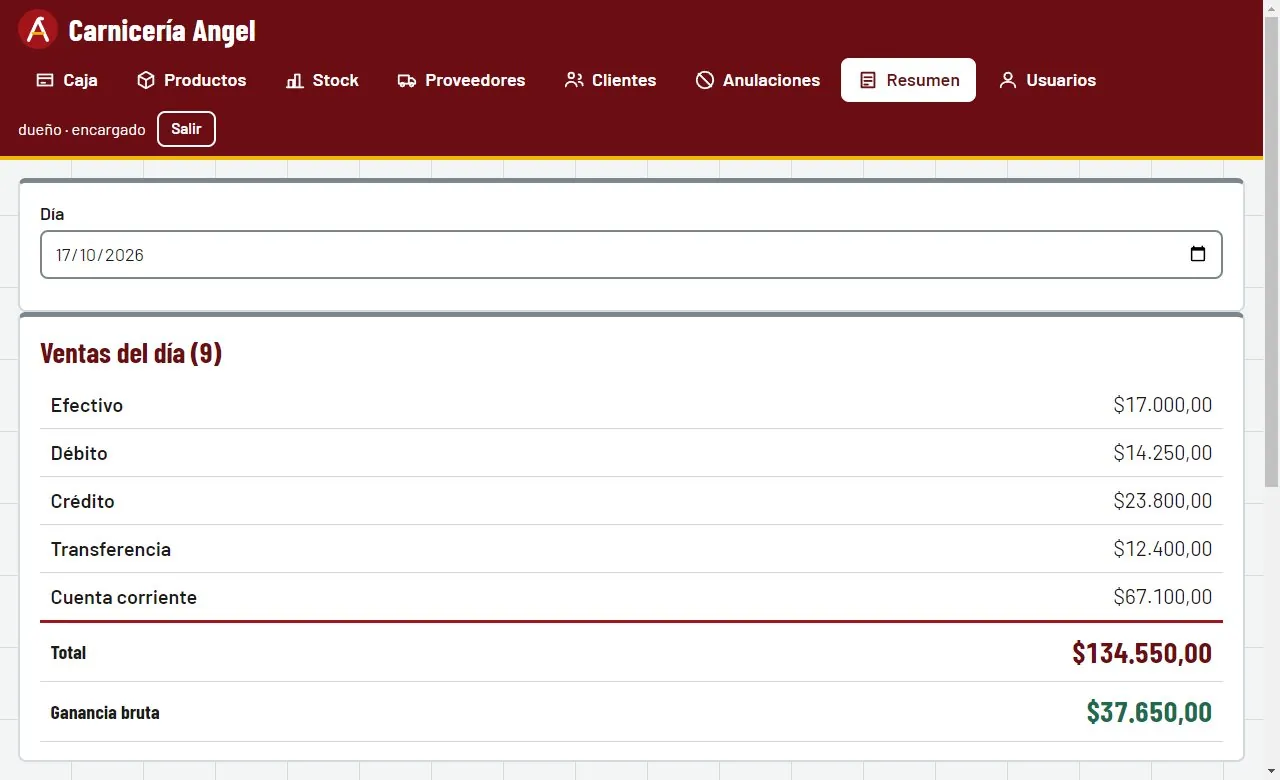 Carnicería Angel
Caja Productos Stock Proveedores Clientes Anulaciones Resumen Usuarios
dueño · encargado Salir
Día
17/10/2026
Ventas del día (9)
Efectivo $17.000,00
Débito $14.250,00
Crédito $23.800,00
Transferencia $12.400,00
Cuenta corriente $67.100,00
Total $134.550,00
Ganancia bruta $37.650,00